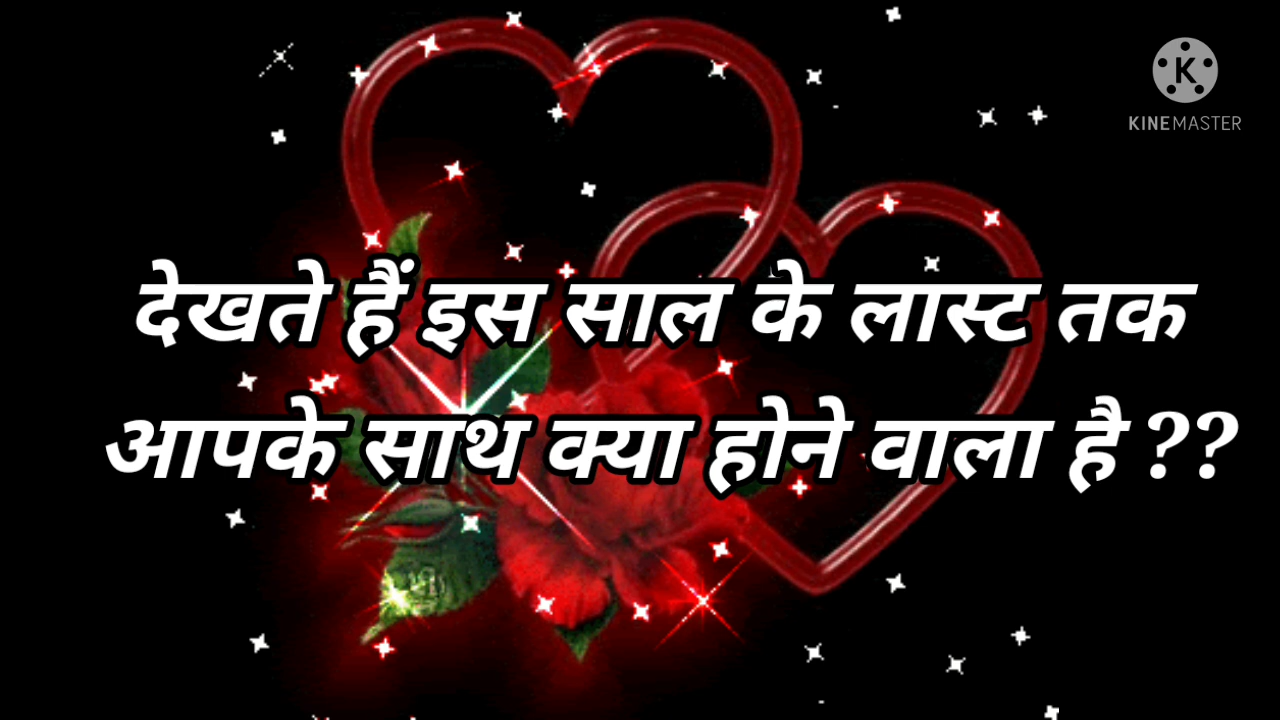 KINEMASTER
देखते हैं इस साल के लास्ट तक
आपके साथ क्या होने वाला है ??